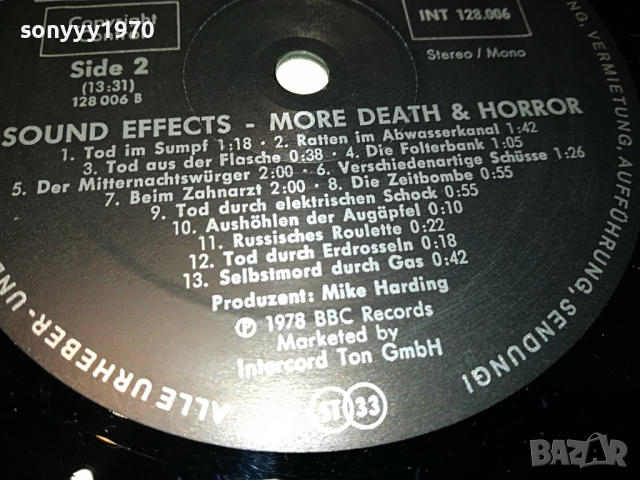 sonyyy1970
Copyright
Control
INT 128.006
Side 2
(13:31)
128 006 B
Stereo / Mono
SOUND EFFECTS - MORE DEATH & HORROR
1. Tod im Sumpf 1:18 · 2. Ratten im Abwasserkanal 1:42
3. Tod aus der Flasche 0:38 · 4. Die Folterbank 1:05
5. Der Mitternachtswürger 2:00 · 6. Verschiedenartige Schüsse 1:26
7. Beim Zahnarzt 2:00 · 8. Die Zeitbombe 0:55
9. Tod durch elektrischen Schock 0:55
10. Aushöhlen der Augäpfel 0:10
11. Russisches Roulette 0:22
12. Tod durch Erdrosseln 0:18
13. Selbstmord durch Gas 0:42
Produzent: Mike Harding
Ⓟ 1978 BBC Records
Marketed by
Intercord Ton GmbH
ST 33
ALLE URHEBER- UND
VERMIETUNG, AUFFÜHRUNG, SENDUNG!
BAZAR